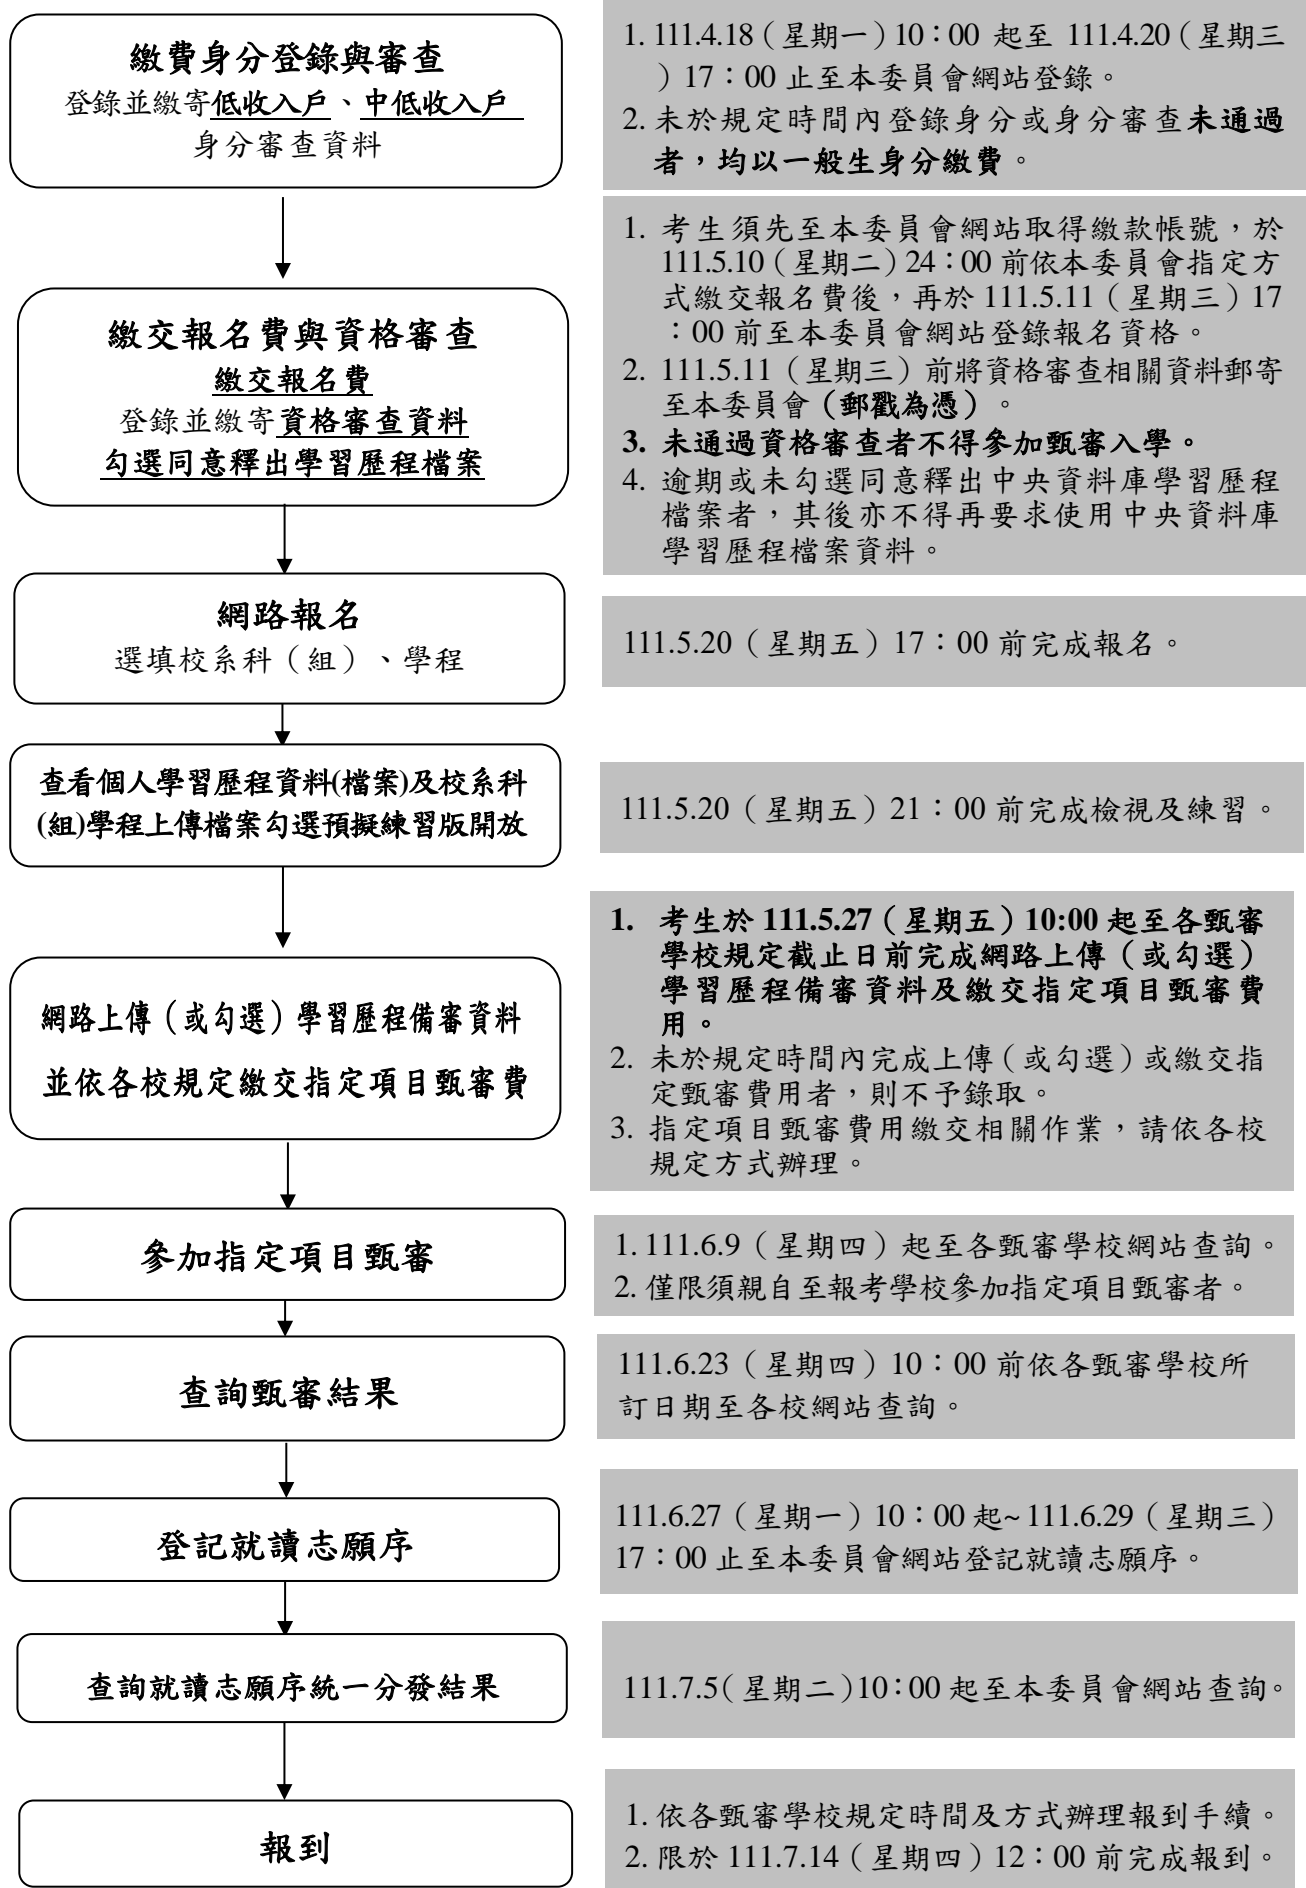 繳費身分登錄與審查
登錄並繳寄低收入戶、中低收入戶
身分審查資料
1. 111.4.18（星期一）10：00 起至 111.4.20（星期三
）17：00 止至本委員會網站登錄。
2. 未於規定時間內登錄身分或身分審查未通過
者，均以一般生身分繳費。
繳交報名費與資格審查
繳交報名費
登錄並繳寄資格審查資料
勾選同意釋出學習歷程檔案
1. 考生須先至本委員會網站取得繳款帳號，於
111.5.10（星期二）24：00 前依本委員會指定方
式繳交報名費後，再於 111.5.11（星期三）17
：00 前至本委員會網站登錄報名資格。
2. 111.5.11（星期三）前將資格審查相關資料郵寄
至本委員會（郵戳為憑）。
3. 未通過資格審查者不得參加甄審入學。
4. 逾期或未勾選同意釋出中央資料庫學習歷程
檔案者，其後亦不得再要求使用中央資料庫
學習歷程檔案資料。
網路報名
選填校系科（組）、學程
111.5.20（星期五）17：00 前完成報名。
查看個人學習歷程資料(檔案)及校系科
(組)學程上傳檔案勾選預擬練習版開放
111.5.20（星期五）21：00 前完成檢視及練習。
網路上傳（或勾選）學習歷程備審資料
並依各校規定繳交指定項目甄審費
1. 考生於 111.5.27（星期五）10:00 起至各甄審
學校規定截止日前完成網路上傳（或勾選）
學習歷程備審資料及繳交指定項目甄審費
用。
2. 未於規定時間內完成上傳（或勾選）或繳交指
定甄審費用者，則不予錄取。
3. 指定項目甄審費用繳交相關作業，請依各校
規定方式辦理。
參加指定項目甄審
1. 111.6.9（星期四）起至各甄審學校網站查詢。
2. 僅限須親自至報考學校參加指定項目甄審者。
查詢甄審結果
111.6.23（星期四）10：00 前依各甄審學校所
訂日期至各校網站查詢。
登記就讀志願序
111.6.27（星期一）10：00 起~111.6.29（星期三）
17：00 止至本委員會網站登記就讀志願序。
查詢就讀志願序統一分發結果
111.7.5（星期二）10：00 起至本委員會網站查詢。
報到
1. 依各甄審學校規定時間及方式辦理報到手續。
2. 限於 111.7.14（星期四）12：00 前完成報到。